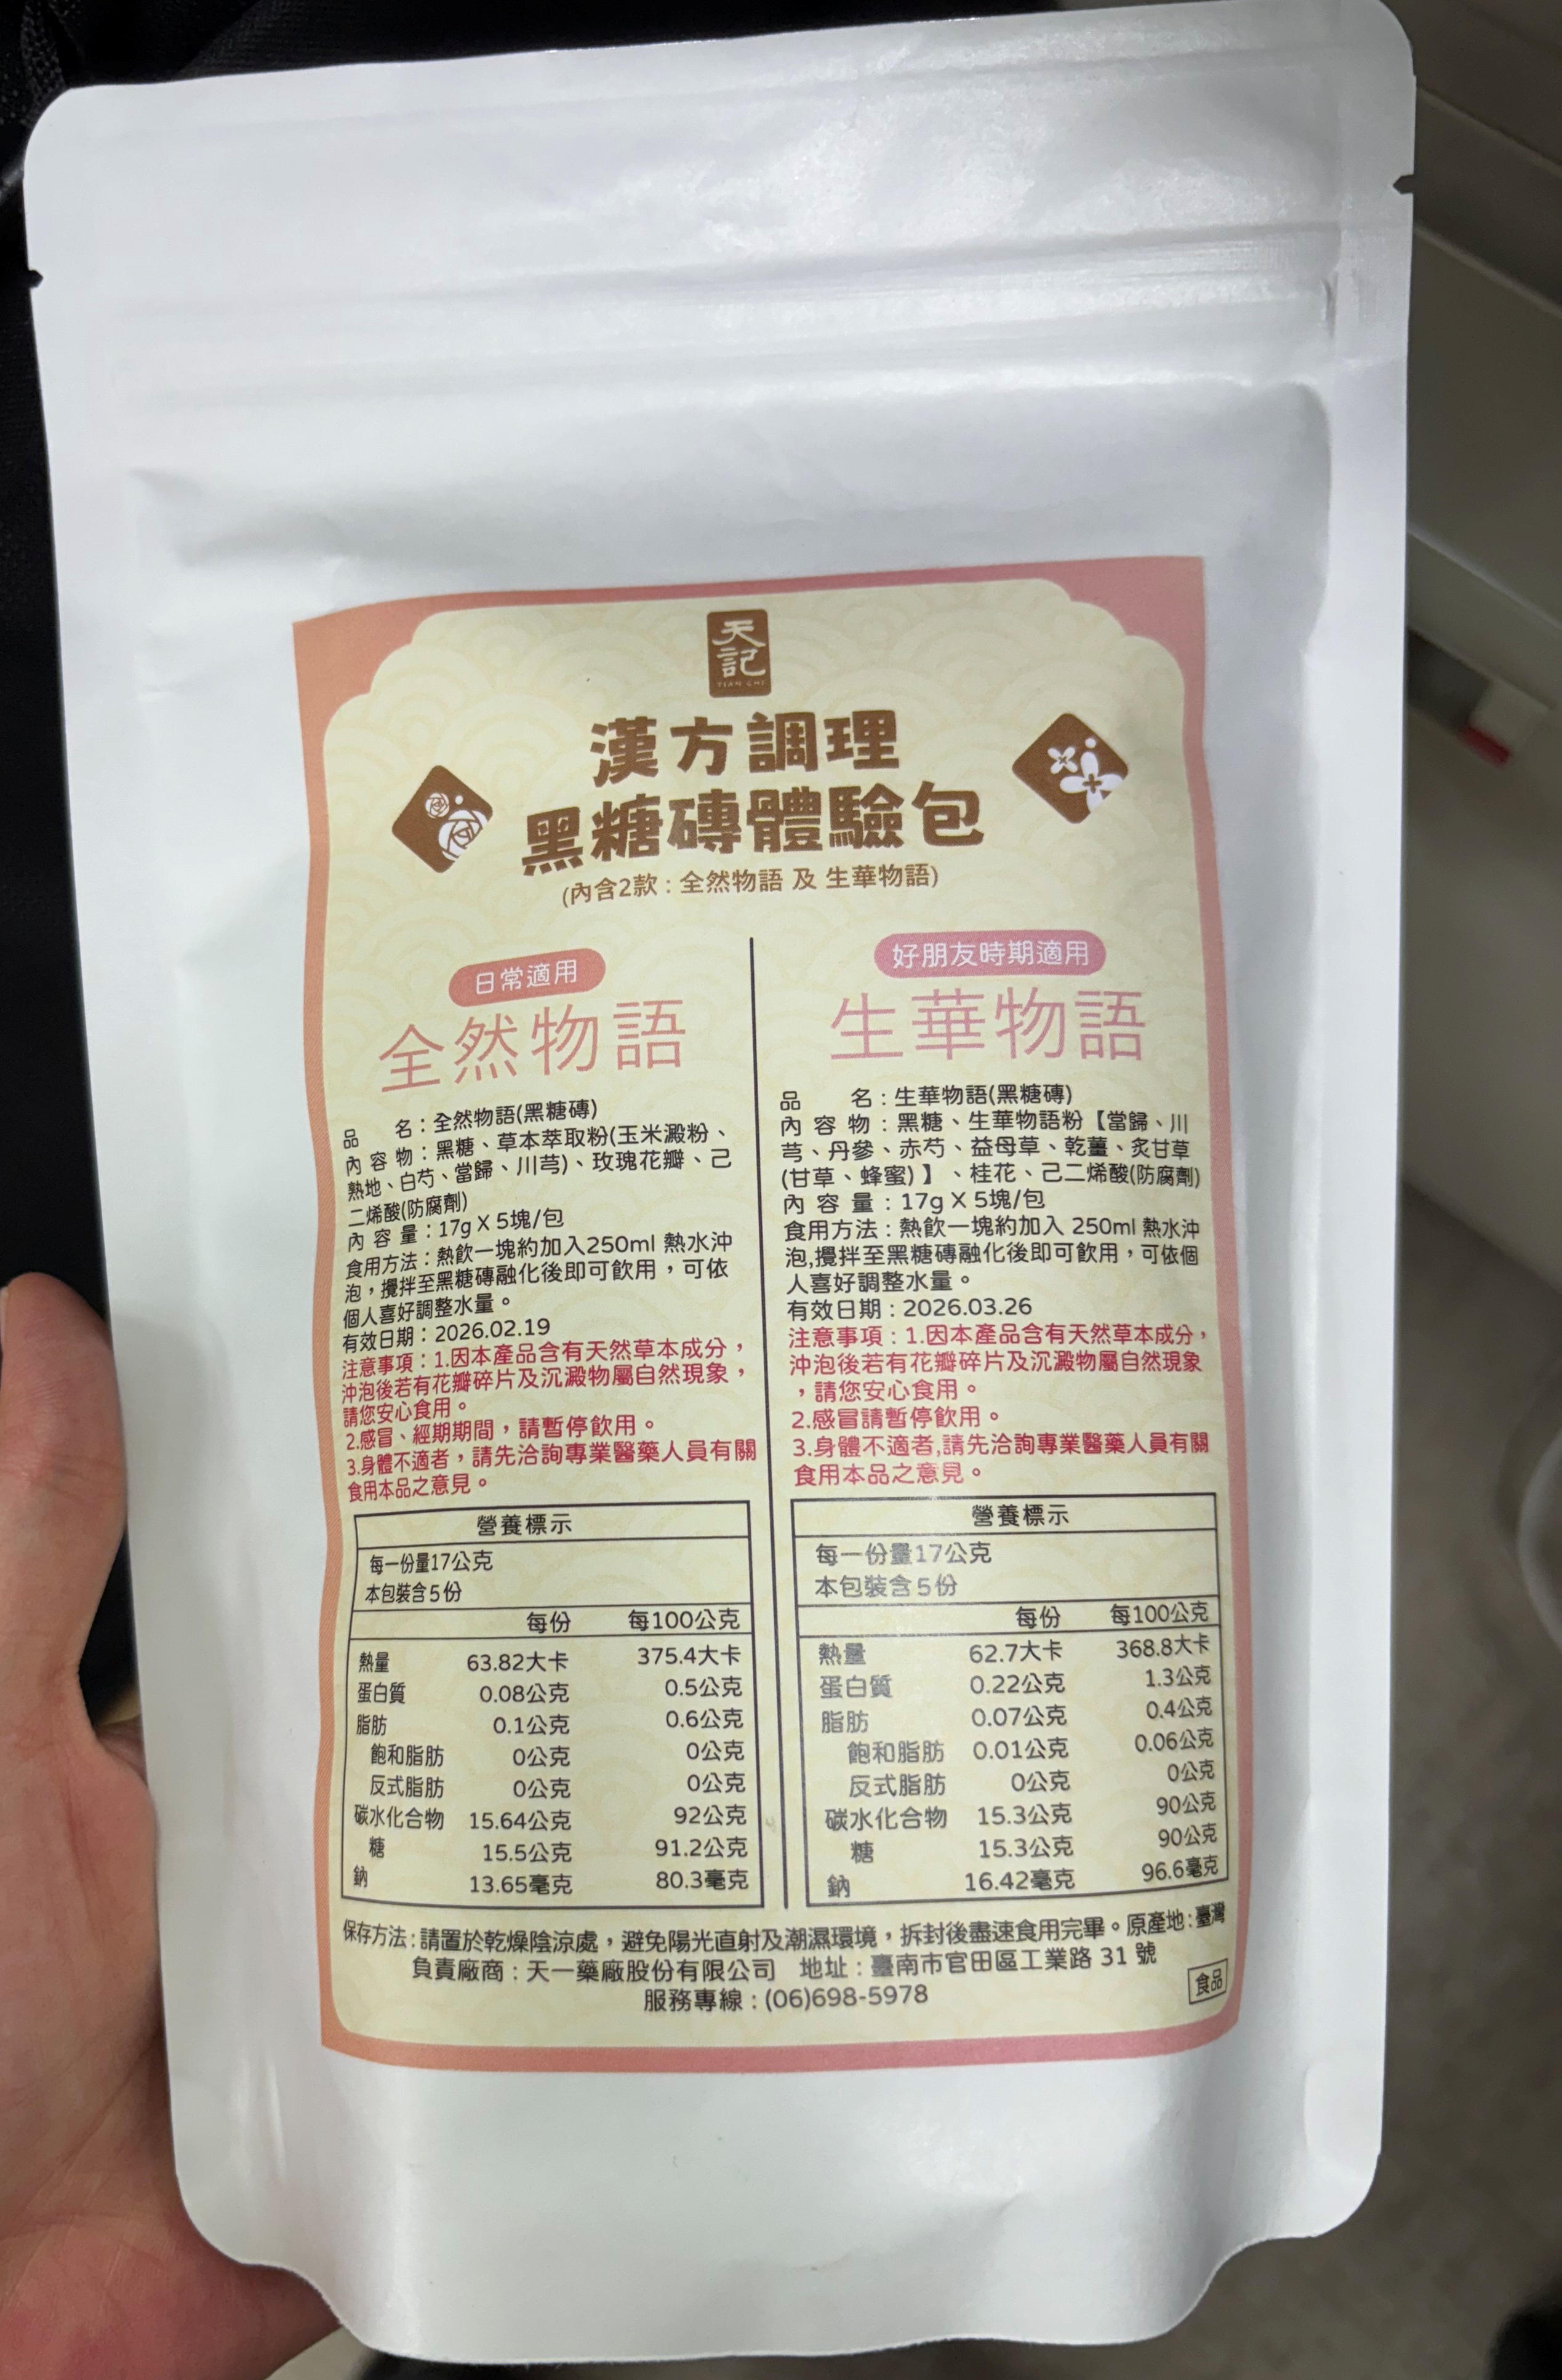 天記
TIAN CHI
漢方調理
黑糖磚體驗包
(內含2款:全然物語 及 生華物語)
日常適用
全然物語
品 名:全然物語(黑糖磚)
內容物:黑糖、草本萃取粉(玉米澱粉、
熟地、白芍、當歸、川芎)、玫瑰花瓣、己
二烯酸(防腐劑)
內容量:17g X 5塊/包
食用方法:熱飲一塊約加入250ml 熱水沖
泡,攪拌至黑糖磚融化後即可飲用,可依
個人喜好調整水量。
有效日期:2026.02.19
注意事項:1.因本產品含有天然草本成分,
沖泡後若有花瓣碎片及沉澱物屬自然現象,
請您安心食用。
2.感冒、經期期間,請暫停飲用。
3.身體不適者,請先洽詢專業醫藥人員有關
食用本品之意見。
營養標示
每一份量17公克
本包裝含5份
每份 每100公克
熱量 63.82大卡 375.4大卡
蛋白質 0.08公克 0.5公克
脂肪 0.1公克 0.6公克
飽和脂肪 0公克 0公克
反式脂肪 0公克 0公克
碳水化合物 15.64公克 92公克
糖 15.5公克 91.2公克
鈉 13.65毫克 80.3毫克
好朋友時期適用
生華物語
品 名:生華物語(黑糖磚)
內容物:黑糖、生華物語粉【當歸、川
芎、丹參、赤芍、益母草、乾薑、炙甘草
(甘草、蜂蜜)】、桂花、己二烯酸(防腐劑)
內容量:17g X 5塊/包
食用方法:熱飲一塊約加入 250ml 熱水沖
泡,攪拌至黑糖磚融化後即可飲用,可依個
人喜好調整水量。
有效日期:2026.03.26
注意事項:1.因本產品含有天然草本成分,
沖泡後若有花瓣碎片及沉澱物屬自然現象
,請您安心食用。
2.感冒請暫停飲用。
3.身體不適者,請先洽詢專業醫藥人員有關
食用本品之意見。
營養標示
每一份量17公克
本包裝含5份
每份 每100公克
熱量 62.7大卡 368.8大卡
蛋白質 0.22公克 1.3公克
脂肪 0.07公克 0.4公克
飽和脂肪 0.01公克 0.06公克
反式脂肪 0公克 0公克
碳水化合物 15.3公克 90公克
糖 15.3公克 90公克
鈉 16.42毫克 96.6毫克
保存方法:請置於乾燥陰涼處,避免陽光直射及潮濕環境,拆封後盡速食用完畢。原產地:臺灣
負責廠商:天一藥廠股份有限公司 地址:臺南市官田區工業路 31 號
服務專線:(06)698-5978
食品